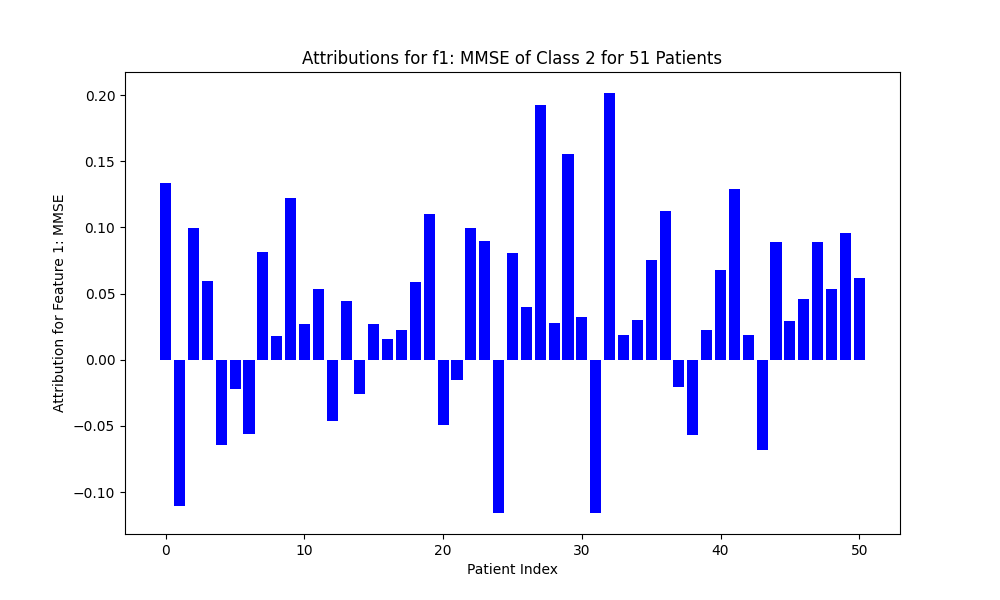 Attributions for f1: MMSE of Class 2 for 51 Patients
Attribution for Feature 1: MMSE
0.20
0.15
0.10
0.05
0.00
−0.05
−0.10
0 10 20 30 40 50
Patient Index